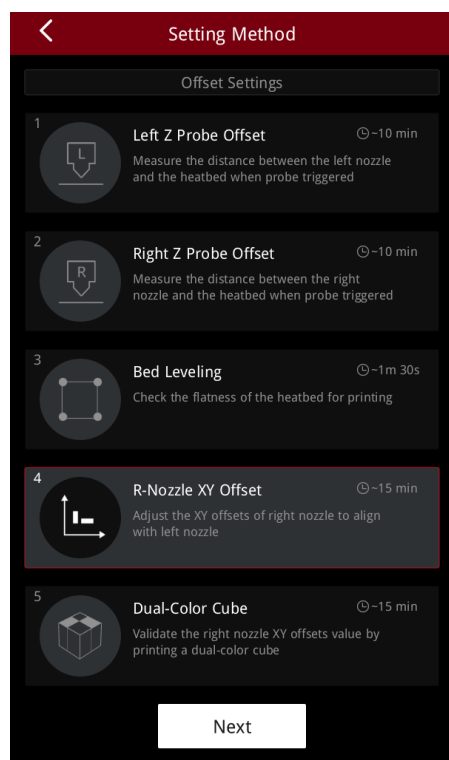 Setting Method
Offset Settings
1
L
Left Z Probe Offset
~10 min
Measure the distance between the left nozzle
and the heatbed when probe triggered
2
R
Right Z Probe Offset
~10 min
Measure the distance between the right
nozzle and the heatbed when probe triggered
3
Bed Leveling
~1m 30s
Check the flatness of the heatbed for printing
4
R-Nozzle XY Offset
~15 min
Adjust the XY offsets of right nozzle to align
with left nozzle
5
Dual-Color Cube
~15 min
Validate the right nozzle XY offsets value by
printing a dual-color cube
Next